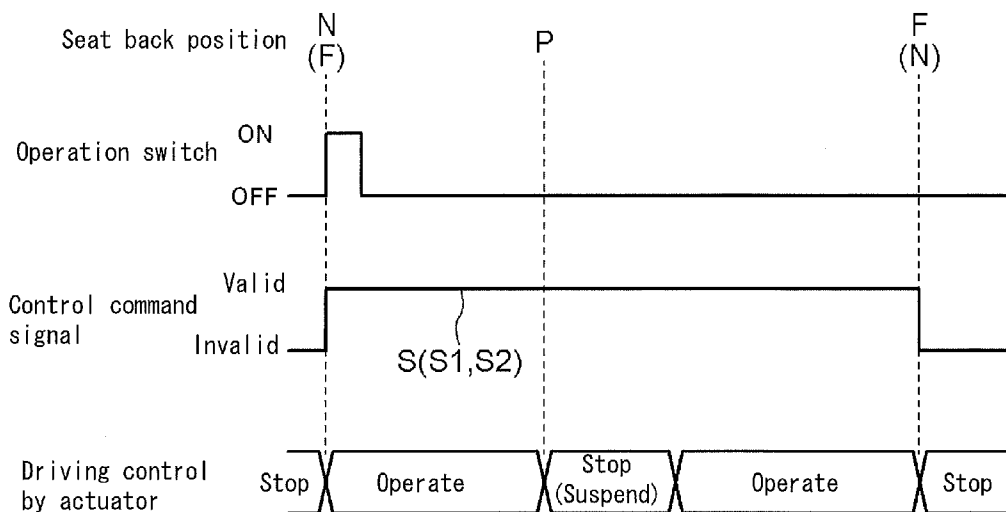 Seat back position N (F) P F (N)
Operation switch ON OFF
Control command signal Valid Invalid
S(S1,S2)
Driving control by actuator Stop Operate Stop (Suspend) Operate Stop